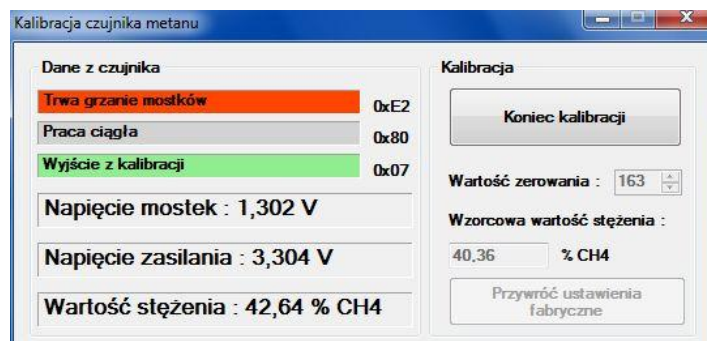 Kalibracja czujnika metanu
Dane z czujnika
Trwa grzanie mostków 0xE2
Praca ciągła 0x80
Wyjście z kalibracji 0x07
Napięcie mostek : 1,302 V
Napięcie zasilania : 3,304 V
Wartość stężenia : 42,64 % CH4
Kalibracja
Koniec kalibracji
Wartość zerowania : 163
Wzorcowa wartość stężenia :
40,36 % CH4
Przywróć ustawienia
fabryczne